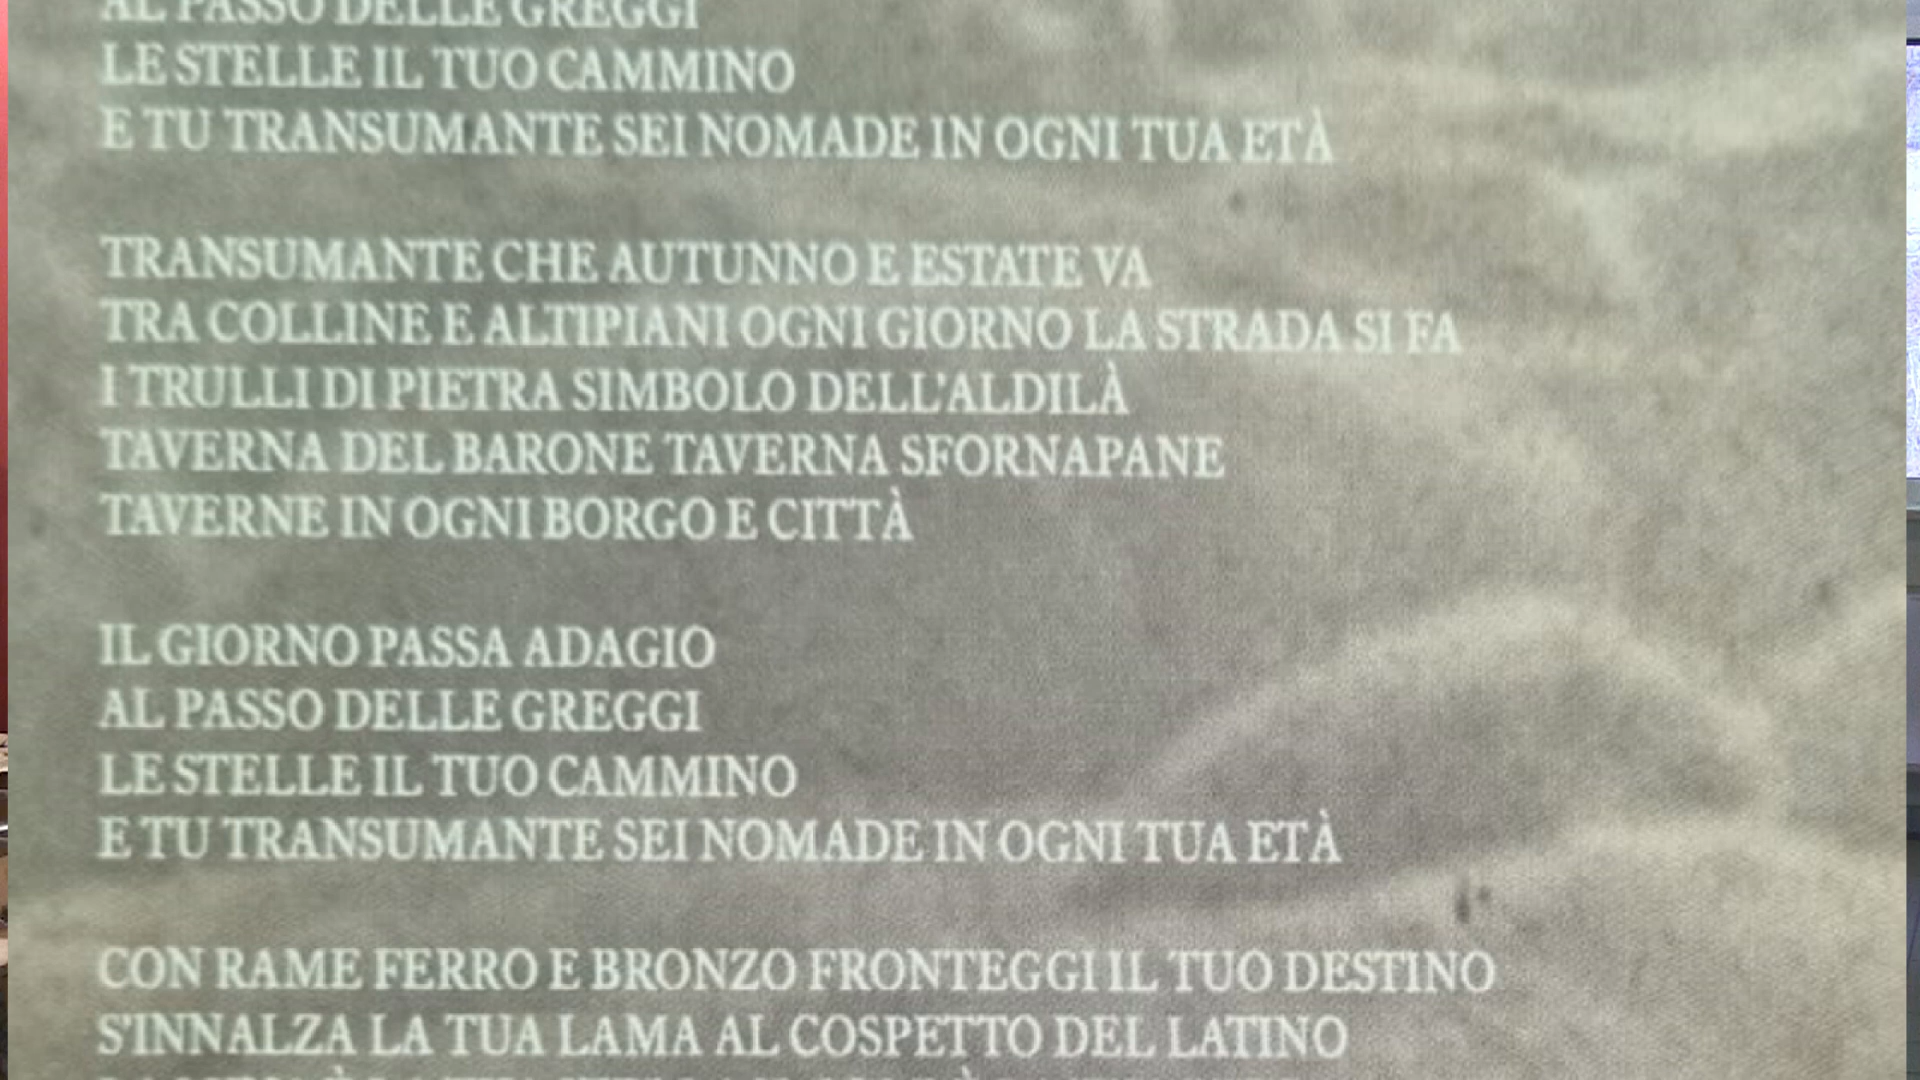 AL PASSO DELLE GREGGI
LE STELLE IL TUO CAMMINO
E TU TRANSUMANTE SEI NOMADE IN OGNI TUA ETÀ
TRANSUMANTE CHE AUTUNNO E ESTATE VA
TRA COLLINE E ALTIPIANI OGNI GIORNO LA STRADA SI FA
I TRULLI DI PIETRA SIMBOLO DELL'ALDILÀ
TAVERNA DEL BARONE TAVERNA SFORNAPANE
TAVERNE IN OGNI BORGO E CITTÀ
IL GIORNO PASSA ADAGIO
AL PASSO DELLE GREGGI
LE STELLE IL TUO CAMMINO
E TU TRANSUMANTE SEI NOMADE IN OGNI TUA ETÀ
CON RAME FERRO E BRONZO FRONTEGGI IL TUO DESTINO
S'INNALZA LA TUA LAMA AL COSPETTO DEL LATINO